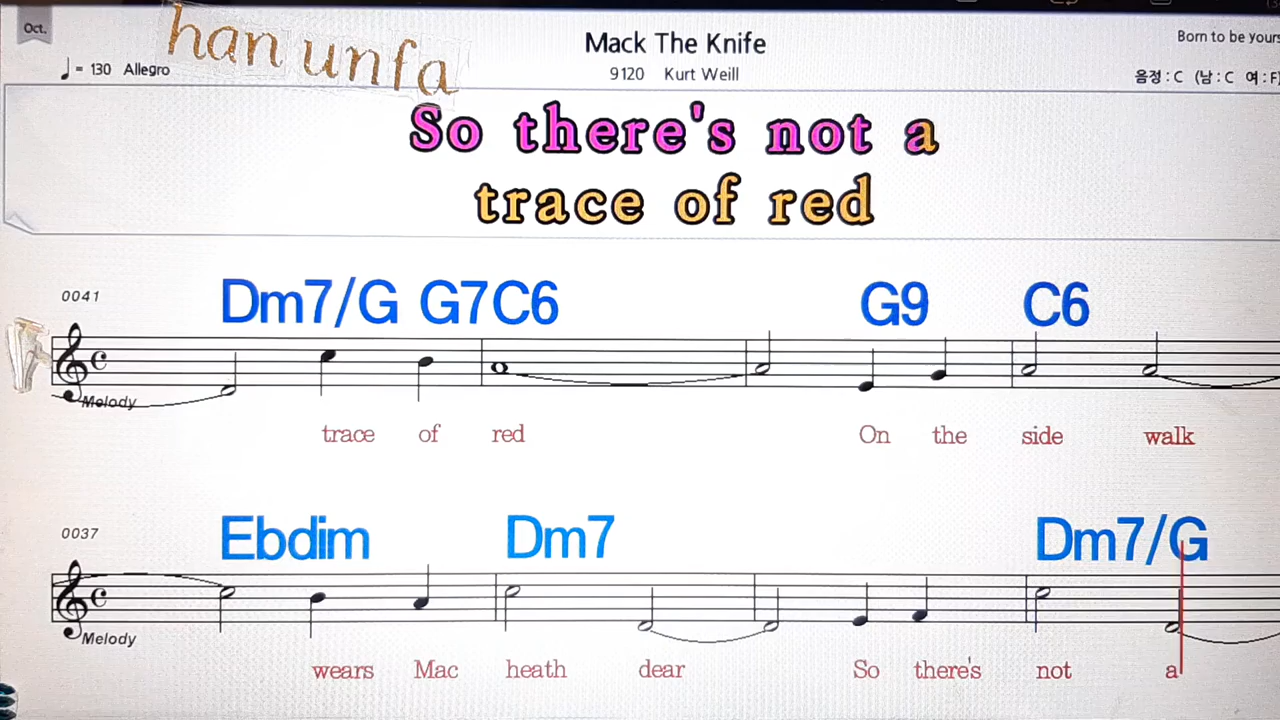 Oct.
han unfa
Mack The Knife
Born to be yours
♩= 130 Allegro
9120 Kurt Weill
음정 : C (남 : C 여 : F)
So there's not a
trace of red
0041
Dm7/G G7 C6 G9 C6
Melody
trace of red On the side walk
0037
Ebdim Dm7 Dm7/G
Melody
wears Mac heath dear So there's not a